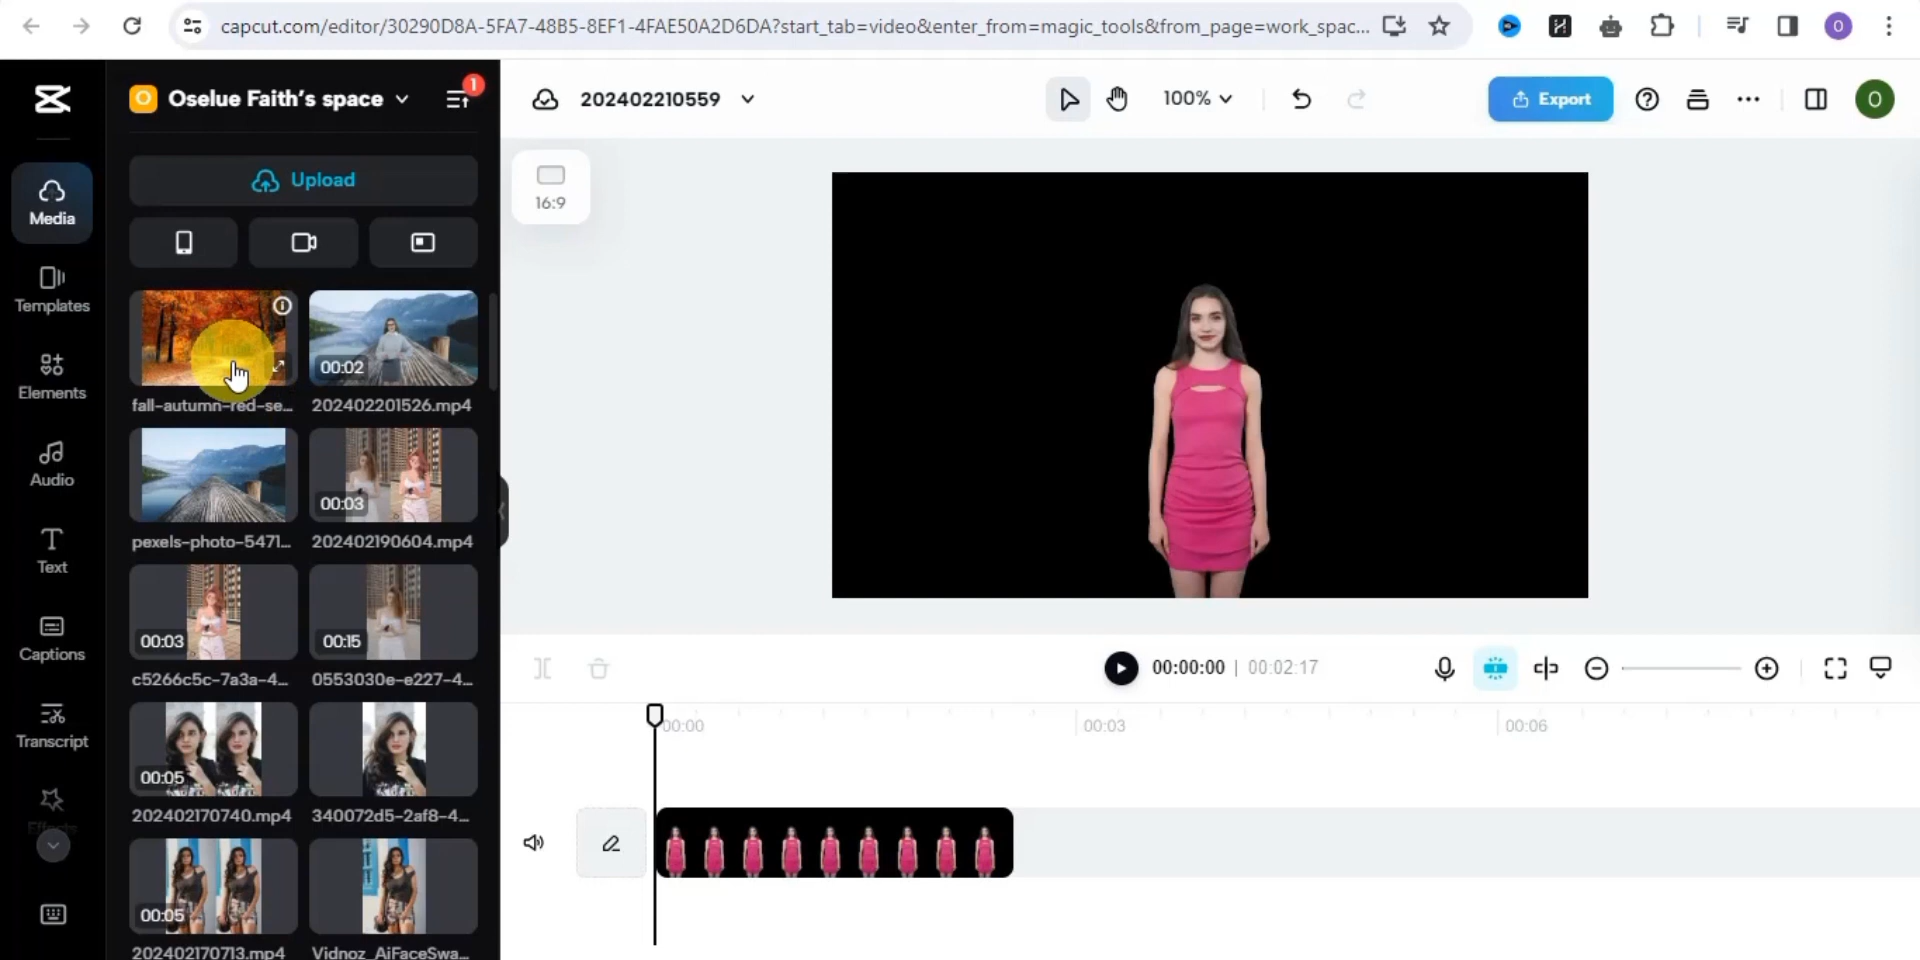 capcut.com/editor/30290D8A-5FA7-48B5-8EF1-4FAE50A2D6DA?start_tab=video&enter_from=magic_tools&from_page=work_spac...
O
Oselue Faith's space
1
202402210559
100%
Export
O
Media
Templates
Elements
Audio
Text
Captions
Transcript
Effects
Upload
fall-autumn-red-se...
00:02
202402201526.mp4
pexels-photo-5471...
00:03
202402190604.mp4
00:03
c5266c5c-7a3a-4...
00:15
0553030e-e227-4...
00:05
202402170740.mp4
340072d5-2af8-4...
00:05
202402170713.mp4
Vidnoz_AiFaceSwa...
16:9
00:00:00 | 00:02:17
00:00
00:03
00:06